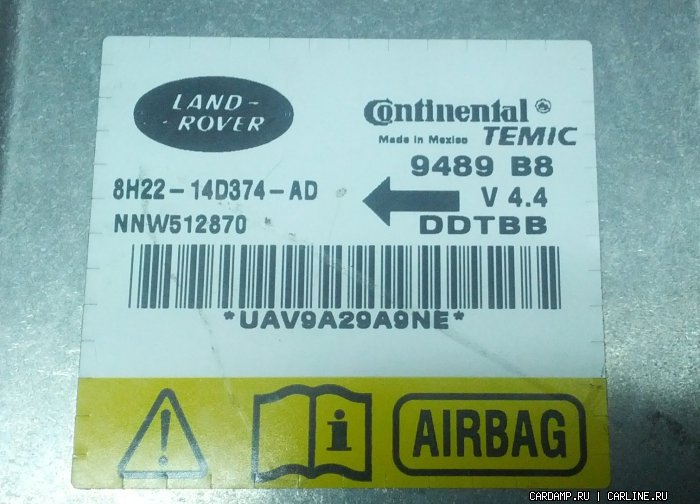 LAND-
-ROVER
Continental
Made in Mexico TEMIC
9489 B8
8H22-14D374-AD
V 4.4
NNW512870
DDTBB
*UAV9A29A9NE*
i
AIRBAG
CARDAMP.RU | CARLINE.RU